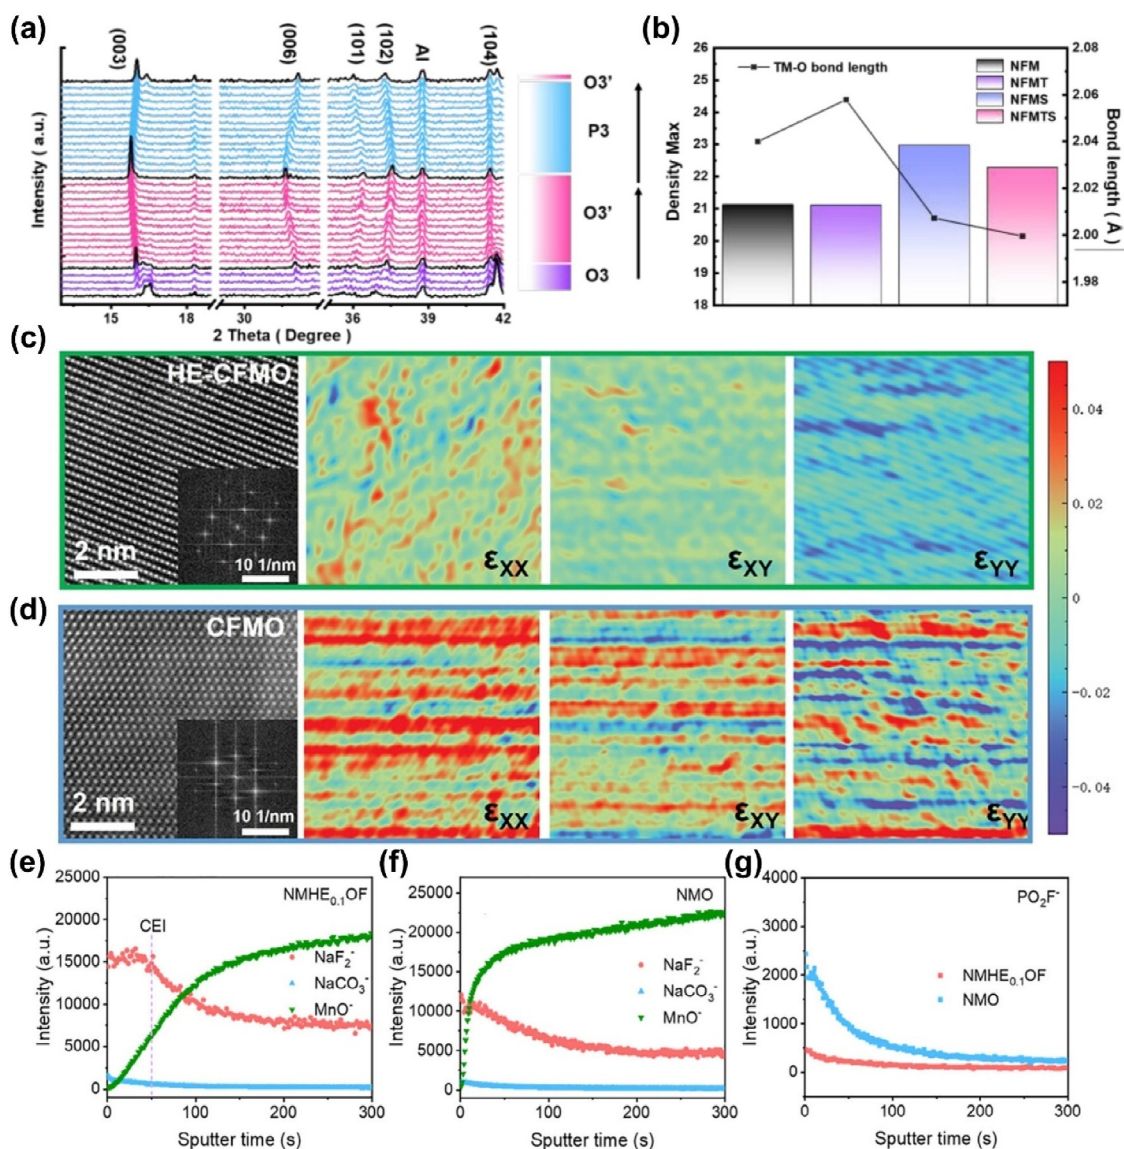 (a)
(003)
(006)
(101)
(102)
Al
(104)
Intensity ( a.u.)
15
18
30
36
39
42
2 Theta ( Degree )
O3'
P3
O3'
O3
(b)
26
25
24
23
22
21
20
19
18
Density Max
TM-O bond length
NFM
NFMT
NFMS
NFMTS
2.08
2.06
2.04
2.02
2.00
1.98
Bond length ( Å )
(c)
HE-CFMO
2 nm
10 1/nm
εXX
εXY
εYY
(d)
CFMO
2 nm
10 1/nm
εXX
εXY
εYY
0.04
0.02
0
-0.02
-0.04
(e)
25000
20000
15000
10000
5000
0
Intensity (a.u.)
NMHE0.1OF
CEI
NaF2-
NaCO3-
MnO-
0
100
200
300
Sputter time (s)
(f)
25000
20000
15000
10000
5000
0
Intensity (a.u.)
NMO
NaF2-
NaCO3-
MnO-
0
100
200
300
Sputter time (s)
(g)
4000
3000
2000
1000
0
Intensity (a.u.)
PO2F-
NMHE0.1OF
NMO
0
100
200
300
Sputter time (s)